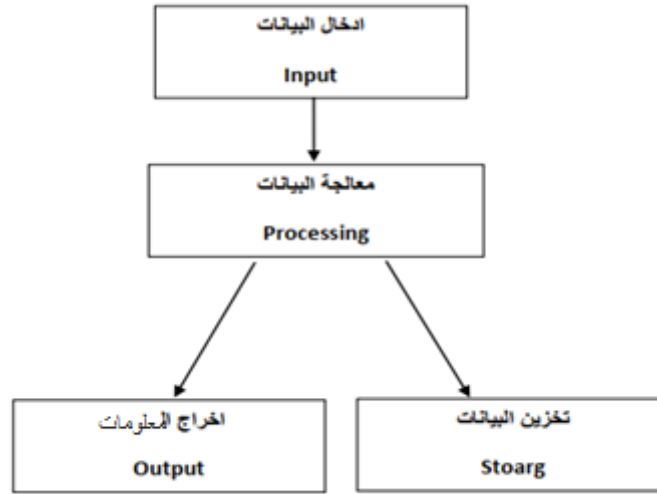 ادخال البيانات
Input
معالجة البيانات
Processing
اخراج المعلومات
Output
تخزين البيانات
Stoarg